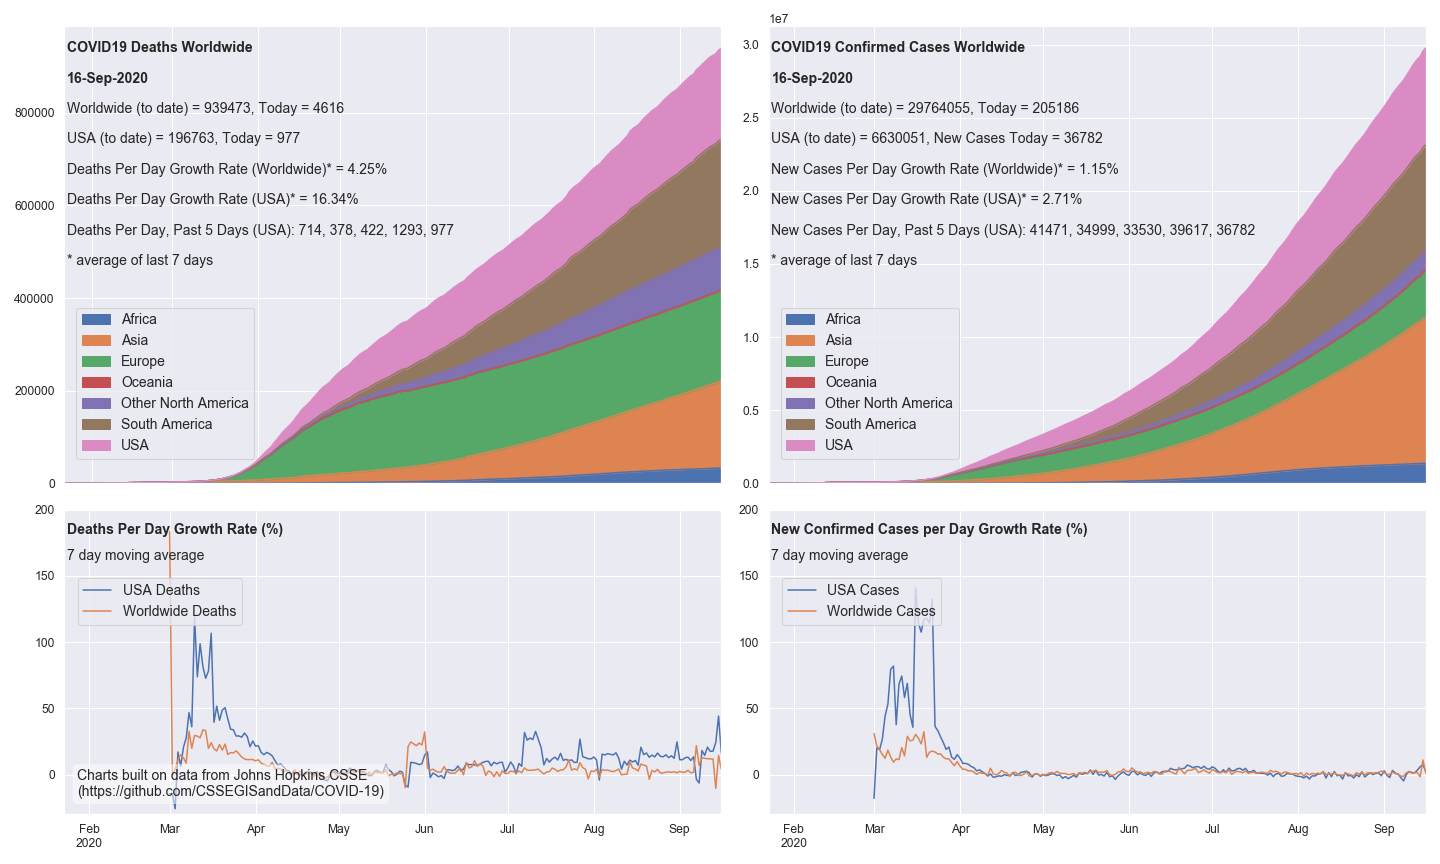 COVID19 Deaths Worldwide
16-Sep-2020
Worldwide (to date) = 939473, Today = 4616
USA (to date) = 196763, Today = 977
Deaths Per Day Growth Rate (Worldwide)* = 4.25%
Deaths Per Day Growth Rate (USA)* = 16.34%
Deaths Per Day, Past 5 Days (USA): 714, 378, 422, 1293, 977
* average of last 7 days
800000
600000
400000
200000
0
Africa
Asia
Europe
Oceania
Other North America
South America
USA
1e7
COVID19 Confirmed Cases Worldwide
16-Sep-2020
Worldwide (to date) = 29764055, Today = 205186
USA (to date) = 6630051, New Cases Today = 36782
New Cases Per Day Growth Rate (Worldwide)* = 1.15%
New Cases Per Day Growth Rate (USA)* = 2.71%
New Cases Per Day, Past 5 Days (USA): 41471, 34999, 33530, 39617, 36782
* average of last 7 days
3.0
2.5
2.0
1.5
1.0
0.5
0.0
Africa
Asia
Europe
Oceania
Other North America
South America
USA
Deaths Per Day Growth Rate (%)
7 day moving average
USA Deaths
Worldwide Deaths
200
150
100
50
0
Charts built on data from Johns Hopkins, CSSE
(https://github.com/CSSEGISandData/COVID-19)
Feb Mar Apr May Jun Jul Aug Sep
2020
New Confirmed Cases per Day Growth Rate (%)
7 day moving average
USA Cases
Worldwide Cases
200
150
100
50
0
Feb Mar Apr May Jun Jul Aug Sep
2020